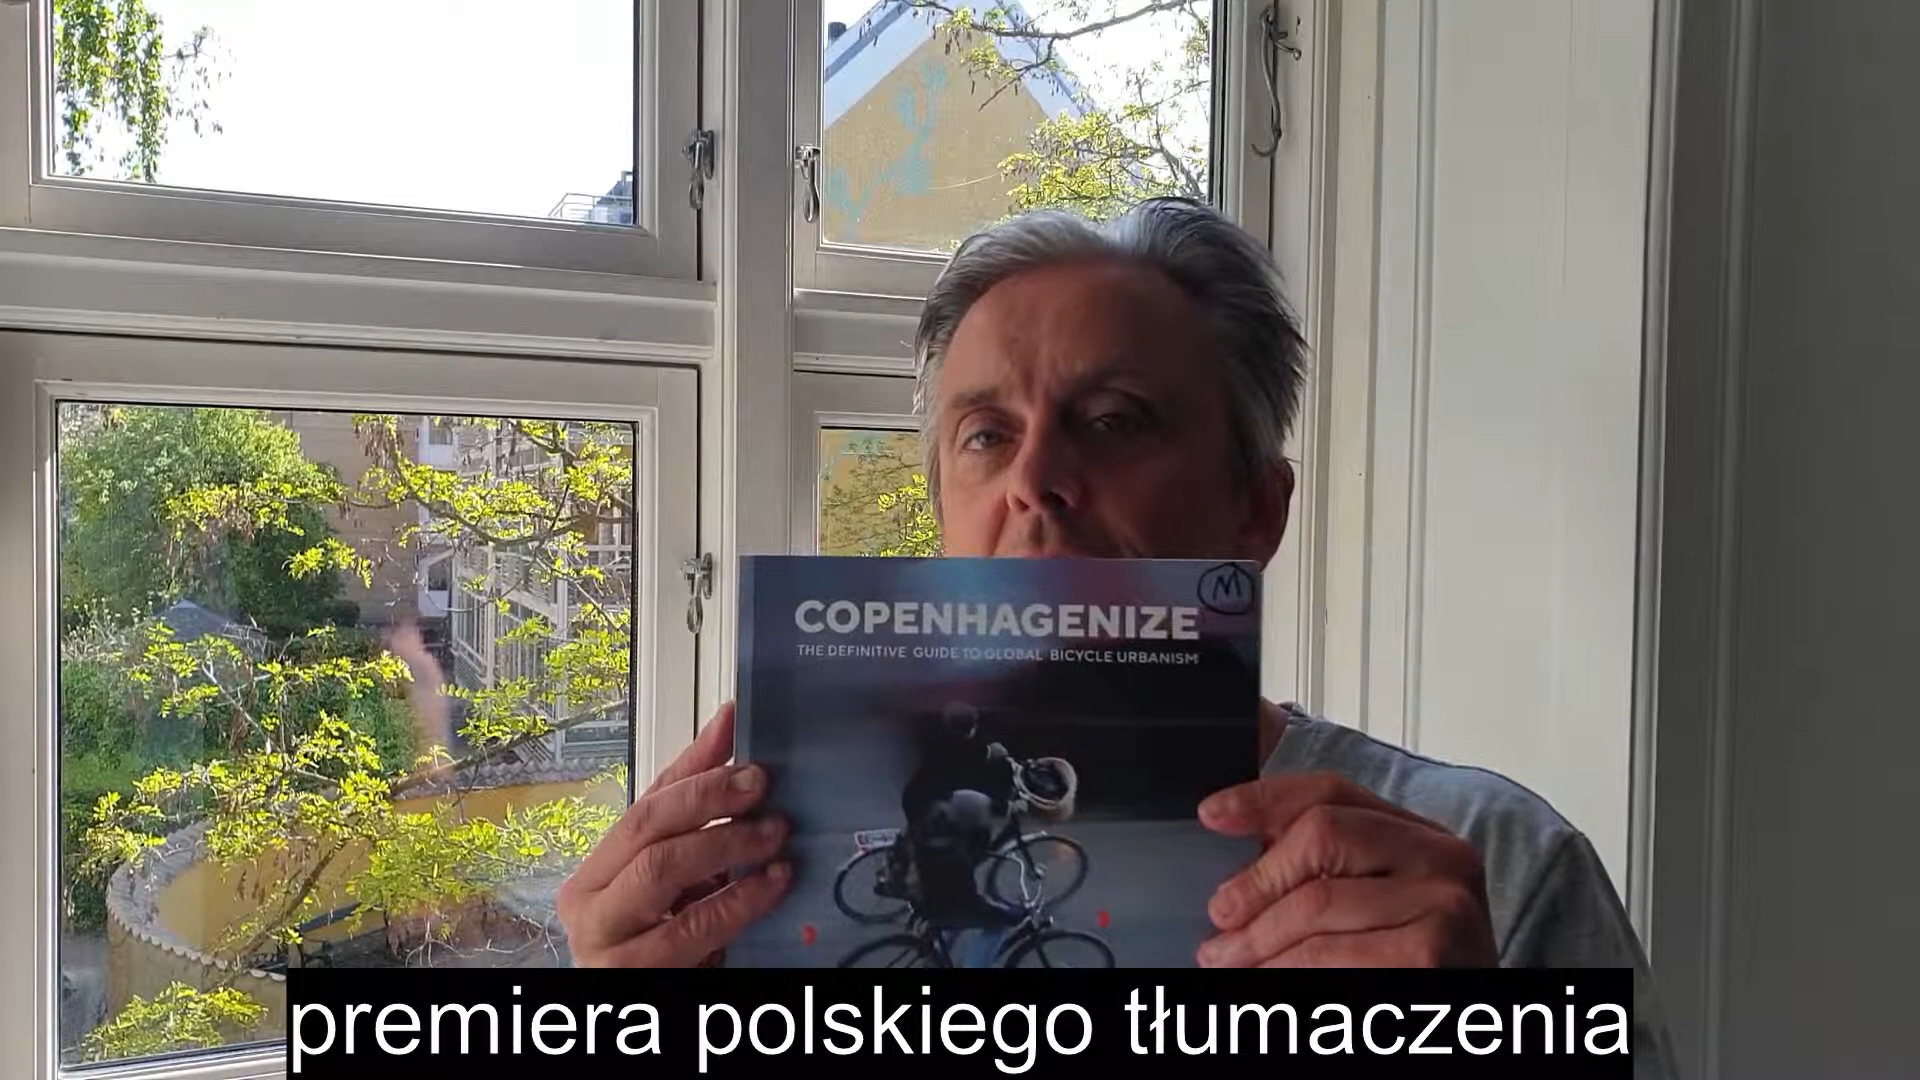 M
COPENHAGENIZE
THE DEFINITIVE GUIDE TO GLOBAL BICYCLE URBANISM
premiera polskiego tłumaczenia